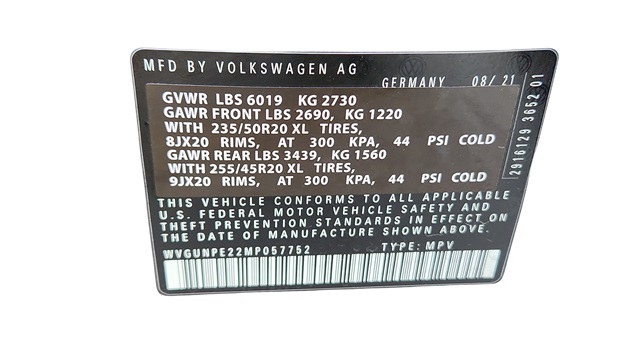 MFD BY VOLKSWAGEN AG
GERMANY 08/ 21
GVWR LBS 6019 KG 2730
GAWR FRONT LBS 2690, KG 1220
WITH 235/50R20 XL TIRES,
8JX20 RIMS, AT 300 KPA, 44 PSI COLD
GAWR REAR LBS 3439, KG 1560
WITH 255/45R20 XL TIRES,
9JX20 RIMS, AT 300 KPA, 44 PSI COLD
THIS VEHICLE CONFORMS TO ALL APPLICABLE
U.S. FEDERAL MOTOR VEHICLE SAFETY AND
THEFT PREVENTION STANDARDS IN EFFECT ON
THE DATE OF MANUFACTURE SHOWN ABOVE.
WVGUNPE22MP057752 TYPE: MPV
2916129 3652 01